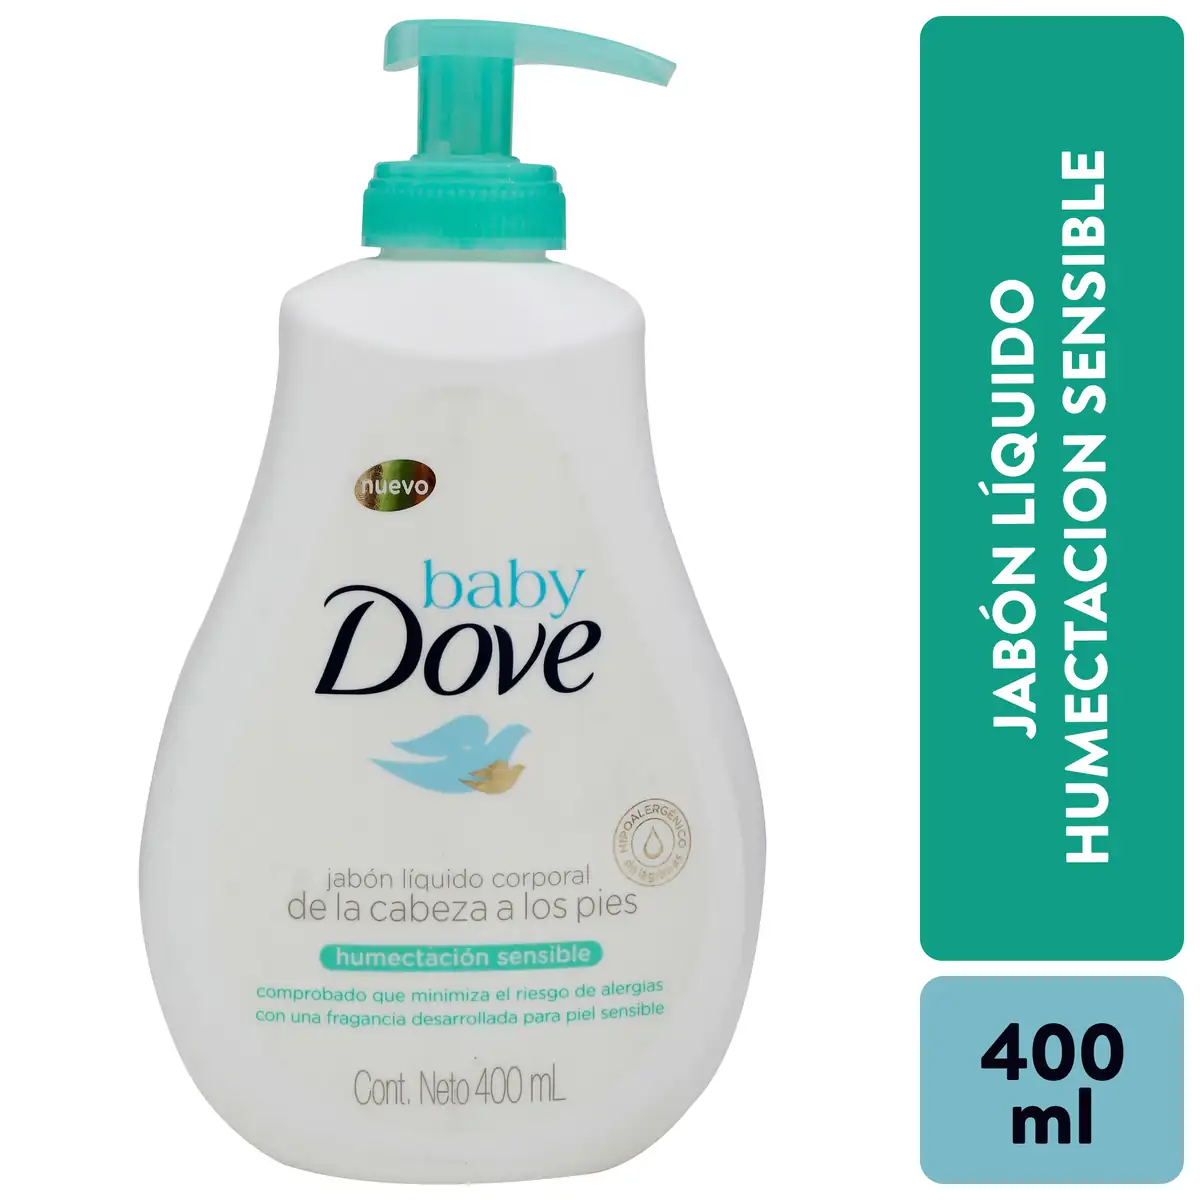 nuevo
baby
Dove
HIPOALERGÉNICO
jabón líquido corporal
de la cabeza a los pies
humectación sensible
comprobado que minimiza el riesgo de alergias
con una fragancia desarrollada para piel sensible
Cont. Neto 400 mL
JABÓN LÍQUIDO
HUMECTACION SENSIBLE
400
ml